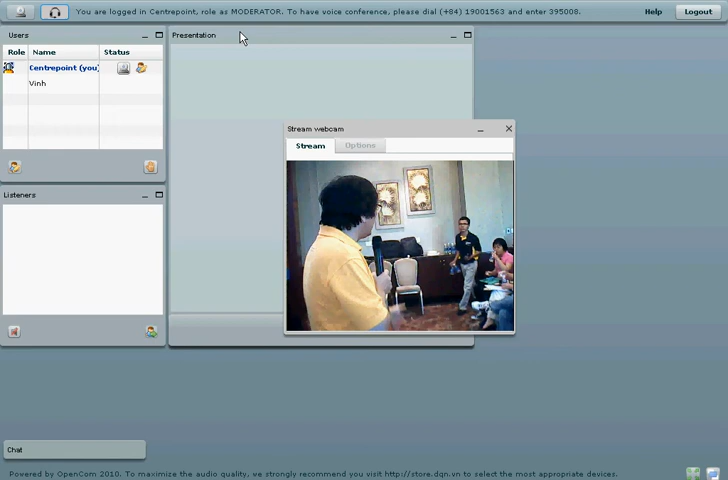 You are logged in Centrepoint, role as MODERATOR. To have voice conference, please dial (+84) 19001563 and enter 395008.
Help
Logout
Users
Role Name Status
Centrepoint (you)
Vinh
Listeners
Presentation
Stream webcam
Stream
Options
Chat
Powered by OpenCom 2010. To maximize the audio quality, we strongly recommend you visit http://store.dqn.vn to select the most appropriate devices.